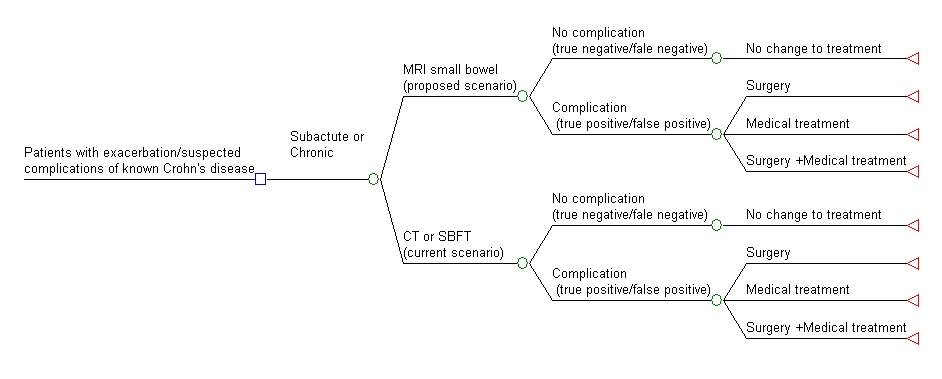 Patients with exacerbation/suspected
complications of known Crohn's disease
Subactute or
Chronic
MRI small bowel
(proposed scenario)
No complication
(true negative/fale negative)
No change to treatment
Complication
(true positive/false positive)
Surgery
Medical treatment
Surgery +Medical treatment
CT or SBFT
(current scenario)
No complication
(true negative/fale negative)
No change to treatment
Complication
(true positive/false positive)
Surgery
Medical treatment
Surgery +Medical treatment